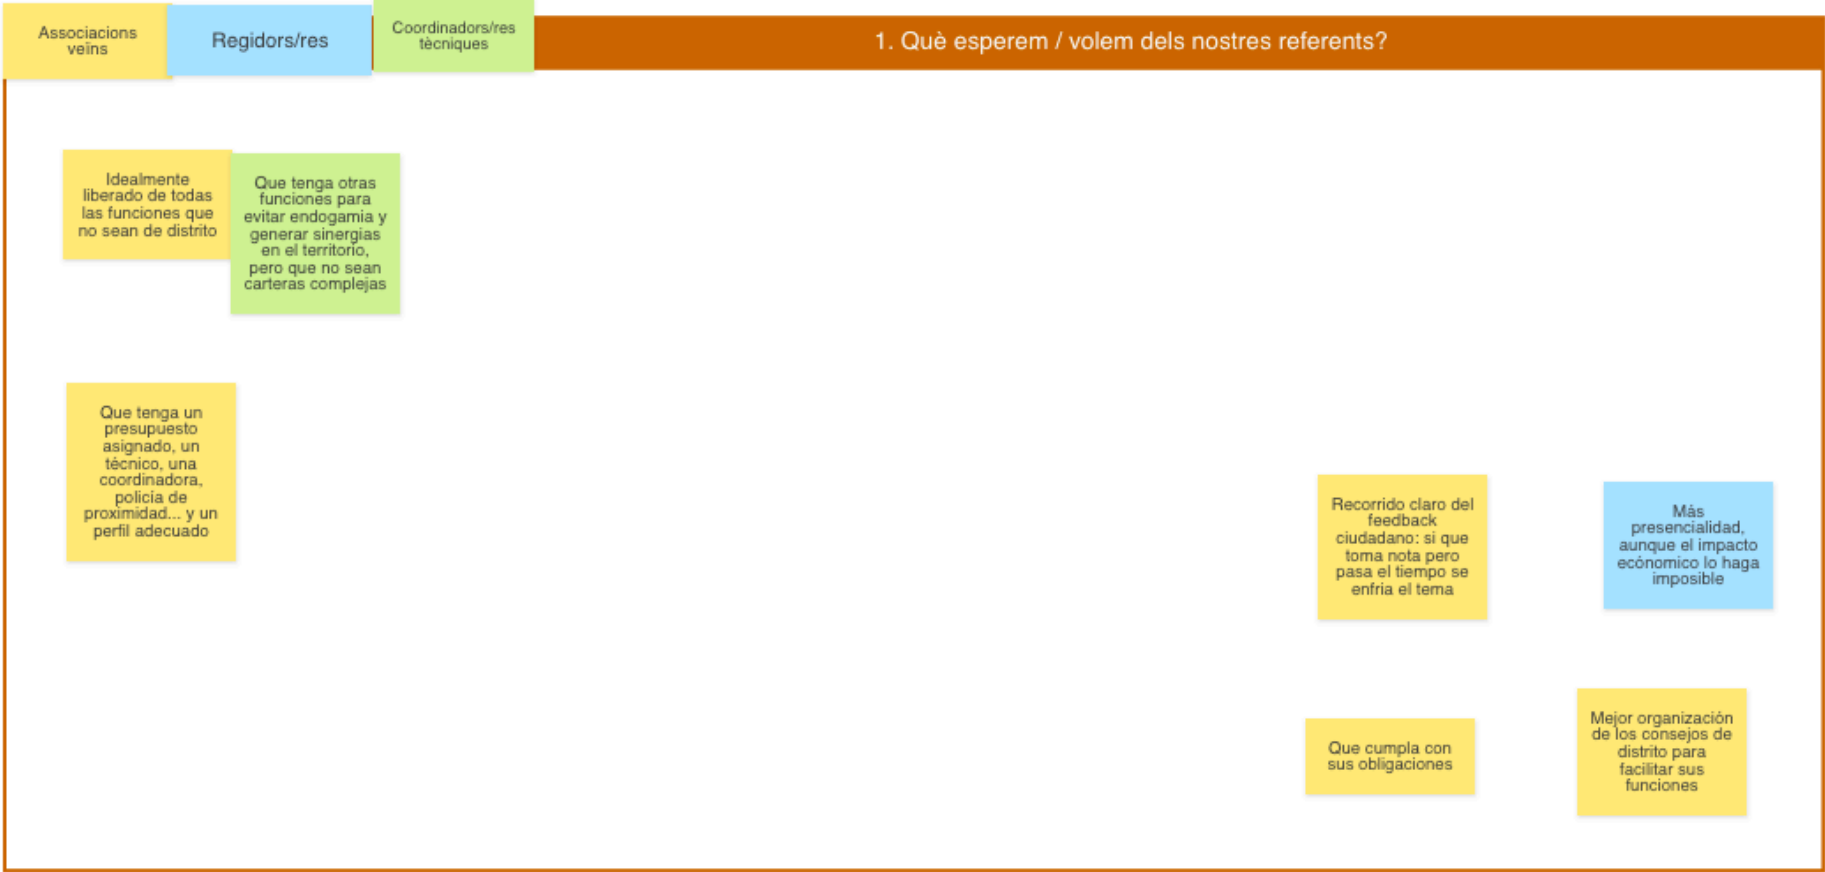 Associacions
veïns
Regidors/res
Coordinadors/res
tècniques
1. Què esperem / volem dels nostres referents?
Idealmente
liberado de todas
las funciones que
no sean de distrito
Que tenga otras
funciones para
evitar endogamia y
generar sinergias
en el territorio,
pero que no sean
carteras complejas
Que tenga un
presupuesto
asignado, un
técnico, una
coordinadora,
policia de
proximidad... y un
perfil adecuado
Recorrido claro del
feedback
ciudadano: si que
toma nota pero
pasa el tiempo se
enfria el tema
Más
presencialidad,
aunque el impacto
ecónomico lo haga
imposible
Que cumpla con
sus obligaciones
Mejor organización
de los consejos de
distrito para
facilitar sus
funciones